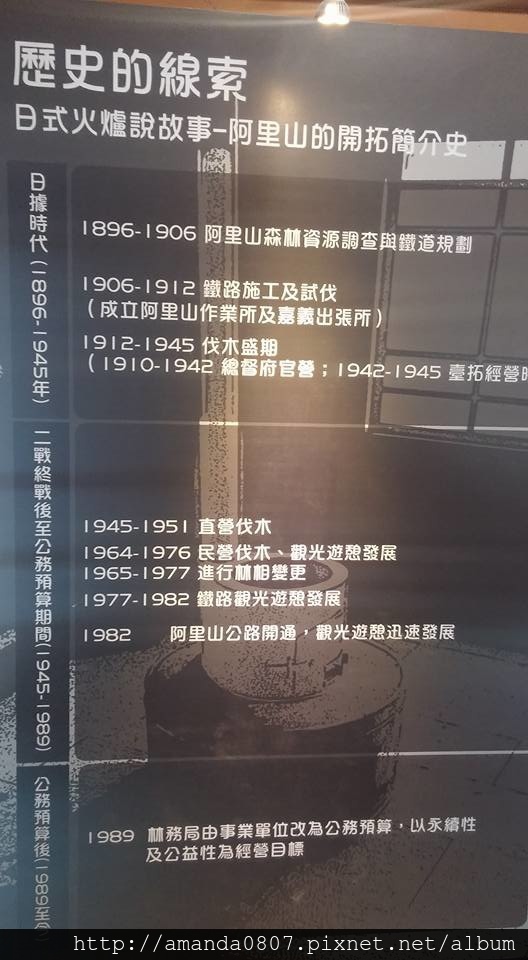 歷史的線索
日式火爐說故事-阿里山的開拓簡介史
日據時代(1896-1945年)
1896-1906 阿里山森林資源調查與鐵道規劃
1906-1912 鐵路施工及試伐
(成立阿里山作業所及嘉義出張所)
1912-1945 伐木盛期
(1910-1942 總督府官營；1942-1945 臺拓經營時
二戰終戰後至公務預算期間(1945-1989)
1945-1951 直營伐木
1964-1976 民營伐木、觀光遊憩發展
1965-1977 進行林相變更
1977-1982 鐵路觀光遊憩發展
1982 阿里山公路開通，觀光遊憩迅速發展
公務預算後(1989至
1989 林務局由事業單位改為公務預算，以永續性
及公益性為經營目標
http://amanda0807.pixnet.net/album